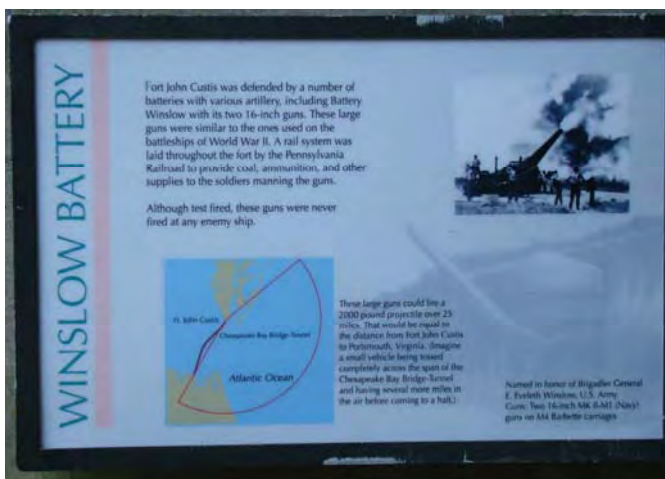 WINSLOW BATTERY
Fort John Custis was defended by a number of
batteries with various artillery, including Battery
Winslow with its two 16-inch guns. These large
guns were similar to the ones used on the
battleships of World War II. A rail system was
laid throughout the fort by the Pennsylvania
Railroad to provide coal, ammunition, and other
supplies to the soldiers manning the guns.
Although test fired, these guns were never
fired at any enemy ship.
Ft. John Custis
Chesapeake Bay Bridge-Tunnel
Atlantic Ocean
These large guns could fire a
2000 pound projectile over 25
miles. That would be equal to
the distance from Fort John Custis
to Portsmouth, Virginia. (Imagine
a small vehicle being tossed
completely across the span of the
Chesapeake Bay Bridge-Tunnel
and having several more miles in
the air before coming to a halt.)
Named in honor of Brigadier General
E. Eveleth Winslow, U.S. Army
Guns: Two 16-inch MK II-M1 (Navy)
guns on M4 Barbette carriages